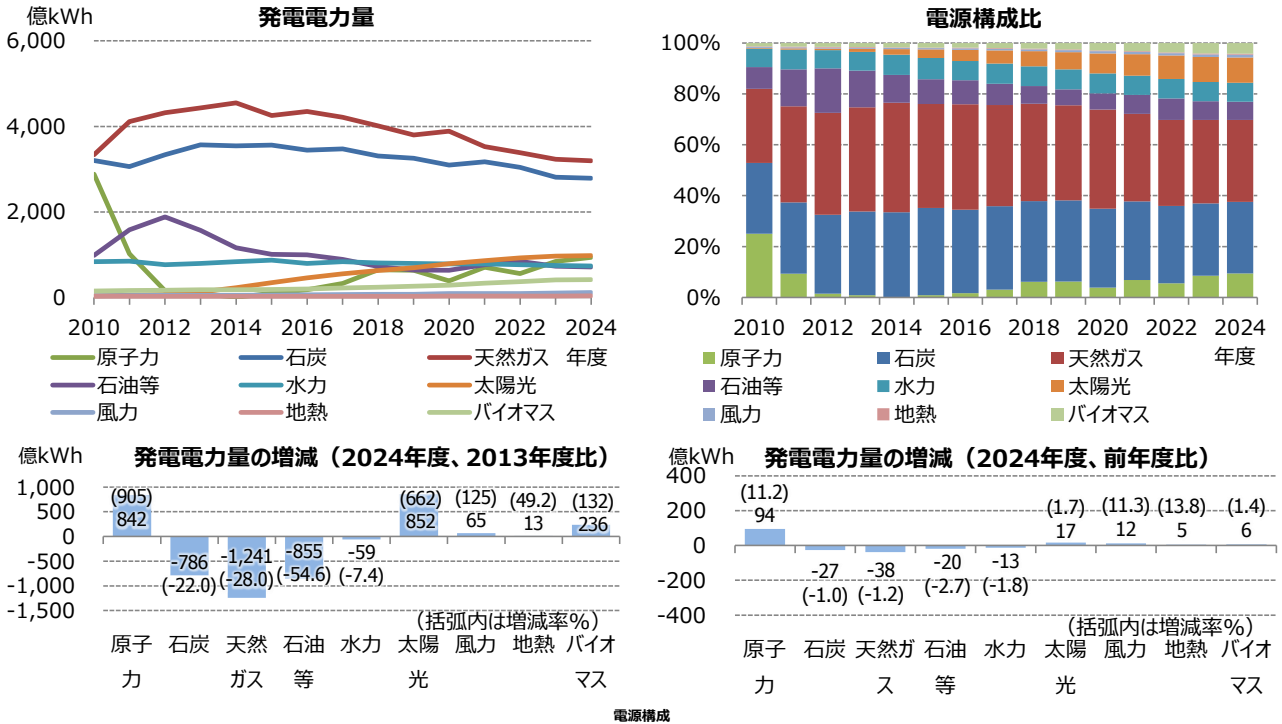 億kWh
発電電力量
6,000
4,000
2,000
0
2010 2012 2014 2016 2018 2020 2022 2024
年度
原子力 石炭 天然ガス
石油等 水力 太陽光
風力 地熱 バイオマス
電源構成比
100%
80%
60%
40%
20%
0%
2010 2012 2014 2016 2018 2020 2022 2024
年度
原子力 石炭 天然ガス
石油等 水力 太陽光
風力 地熱 バイオマス
億kWh
発電電力量の増減（2024年度、2013年度比）
1,000
500
0
-500
-1,000
-1,500
(905) (662) (125) (49.2) (132)
842 852 65 13 236
-786 -1,241 -855 -59
(-22.0) (-28.0) (-54.6) (-7.4)
（括弧内は増減率%）
原子 石炭 天然 石油 水力 太陽 風力 地熱 バイオ
力 ガス 等 光 マス
億kWh
発電電力量の増減（2024年度、前年度比）
400
200
0
-200
-400
(11.2) (1.7) (11.3) (13.8) (1.4)
94 17 12 5 6
-27 -38 -20 -13
(-1.0) (-1.2) (-2.7) (-1.8)
（括弧内は増減率%）
原子 石炭 天然ガ 石油 水力 太陽 風力 地熱 バイオ
力 ス 等 光 マス
電源構成